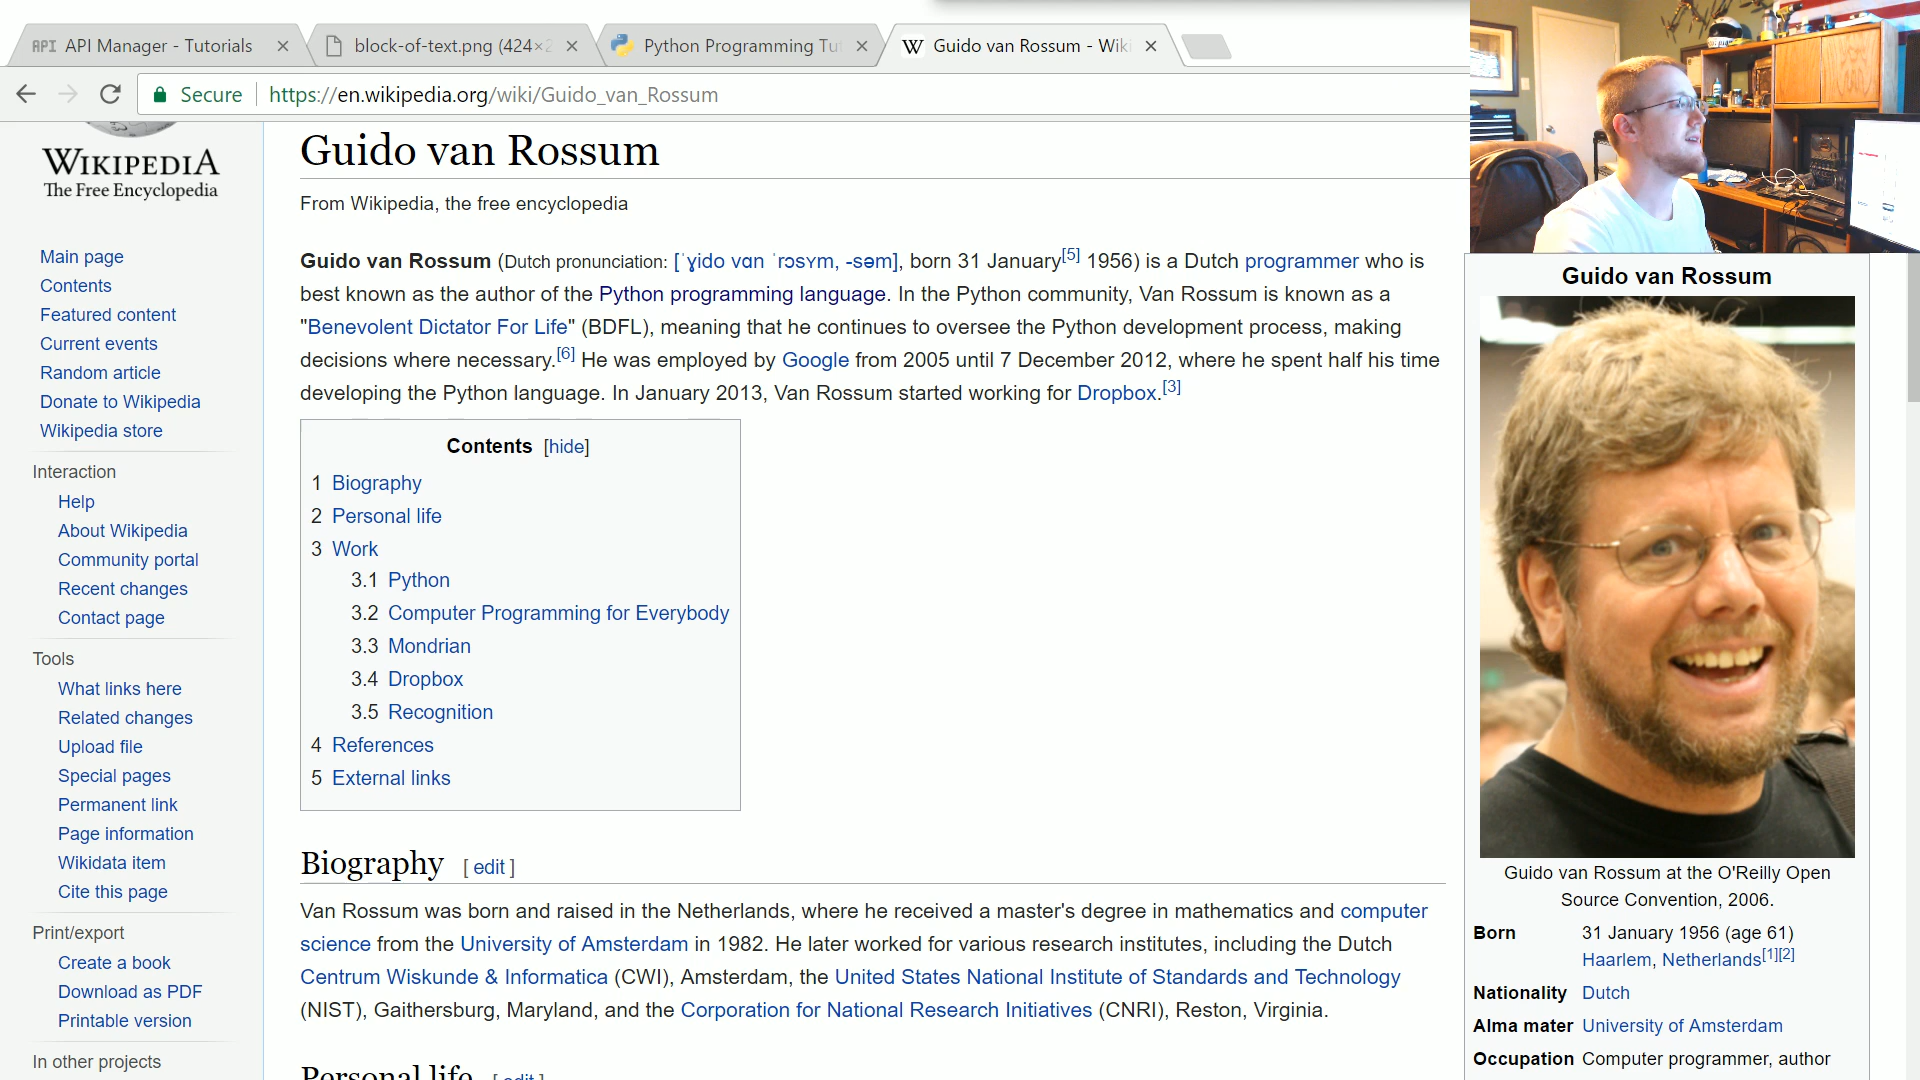 API Manager - Tutorials
block-of-text.png (424×2
Python Programming Tu
Guido van Rossum - Wiki
Secure
https://en.wikipedia.org/wiki/Guido_van_Rossum
WIKIPEDIA
The Free Encyclopedia
Main page
Contents
Featured content
Current events
Random article
Donate to Wikipedia
Wikipedia store
Interaction
Help
About Wikipedia
Community portal
Recent changes
Contact page
Tools
What links here
Related changes
Upload file
Special pages
Permanent link
Page information
Wikidata item
Cite this page
Print/export
Create a book
Download as PDF
Printable version
In other projects
Guido van Rossum
From Wikipedia, the free encyclopedia
Guido van Rossum (Dutch pronunciation: [ˈɣido vɑn ˈrɔsʏm, -səm], born 31 January[5] 1956) is a Dutch programmer who is
best known as the author of the Python programming language. In the Python community, Van Rossum is known as a
"Benevolent Dictator For Life" (BDFL), meaning that he continues to oversee the Python development process, making
decisions where necessary.[6] He was employed by Google from 2005 until 7 December 2012, where he spent half his time
developing the Python language. In January 2013, Van Rossum started working for Dropbox.[3]
Contents [hide]
1 Biography
2 Personal life
3 Work
3.1 Python
3.2 Computer Programming for Everybody
3.3 Mondrian
3.4 Dropbox
3.5 Recognition
4 References
5 External links
Biography [ edit ]
Van Rossum was born and raised in the Netherlands, where he received a master's degree in mathematics and computer
science from the University of Amsterdam in 1982. He later worked for various research institutes, including the Dutch
Centrum Wiskunde & Informatica (CWI), Amsterdam, the United States National Institute of Standards and Technology
(NIST), Gaithersburg, Maryland, and the Corporation for National Research Initiatives (CNRI), Reston, Virginia.
Personal life [ edit ]
Guido van Rossum
Guido van Rossum at the O'Reilly Open
Source Convention, 2006.
Born 31 January 1956 (age 61)
Haarlem, Netherlands[1][2]
Nationality Dutch
Alma mater University of Amsterdam
Occupation Computer programmer, author